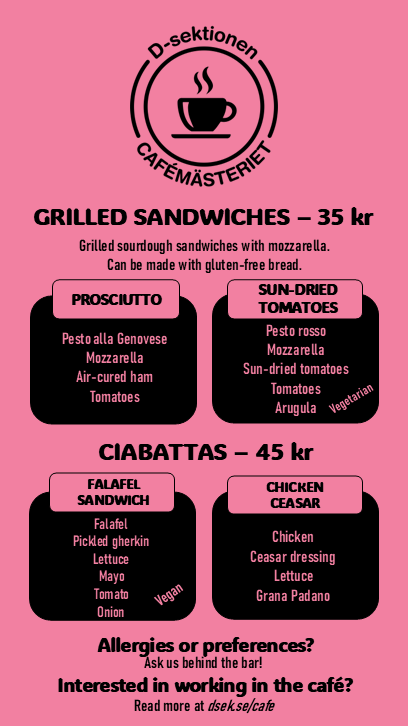 D-sektionen
CAFÉMÄSTERIET
GRILLED SANDWICHES – 35 kr
Grilled sourdough sandwiches with mozzarella.
Can be made with gluten-free bread.
PROSCIUTTO
Pesto alla Genovese
Mozzarella
Air-cured ham
Tomatoes
SUN-DRIED
TOMATOES
Pesto rosso
Mozzarella
Sun-dried tomatoes
Tomatoes
Arugula
Vegetarian
CIABATTAS – 45 kr
FALAFEL
SANDWICH
Falafel
Pickled gherkin
Lettuce
Mayo
Tomato
Onion
Vegan
CHICKEN
CEASAR
Chicken
Ceasar dressing
Lettuce
Grana Padano
Allergies or preferences?
Ask us behind the bar!
Interested in working in the café?
Read more at dsek.se/cafe